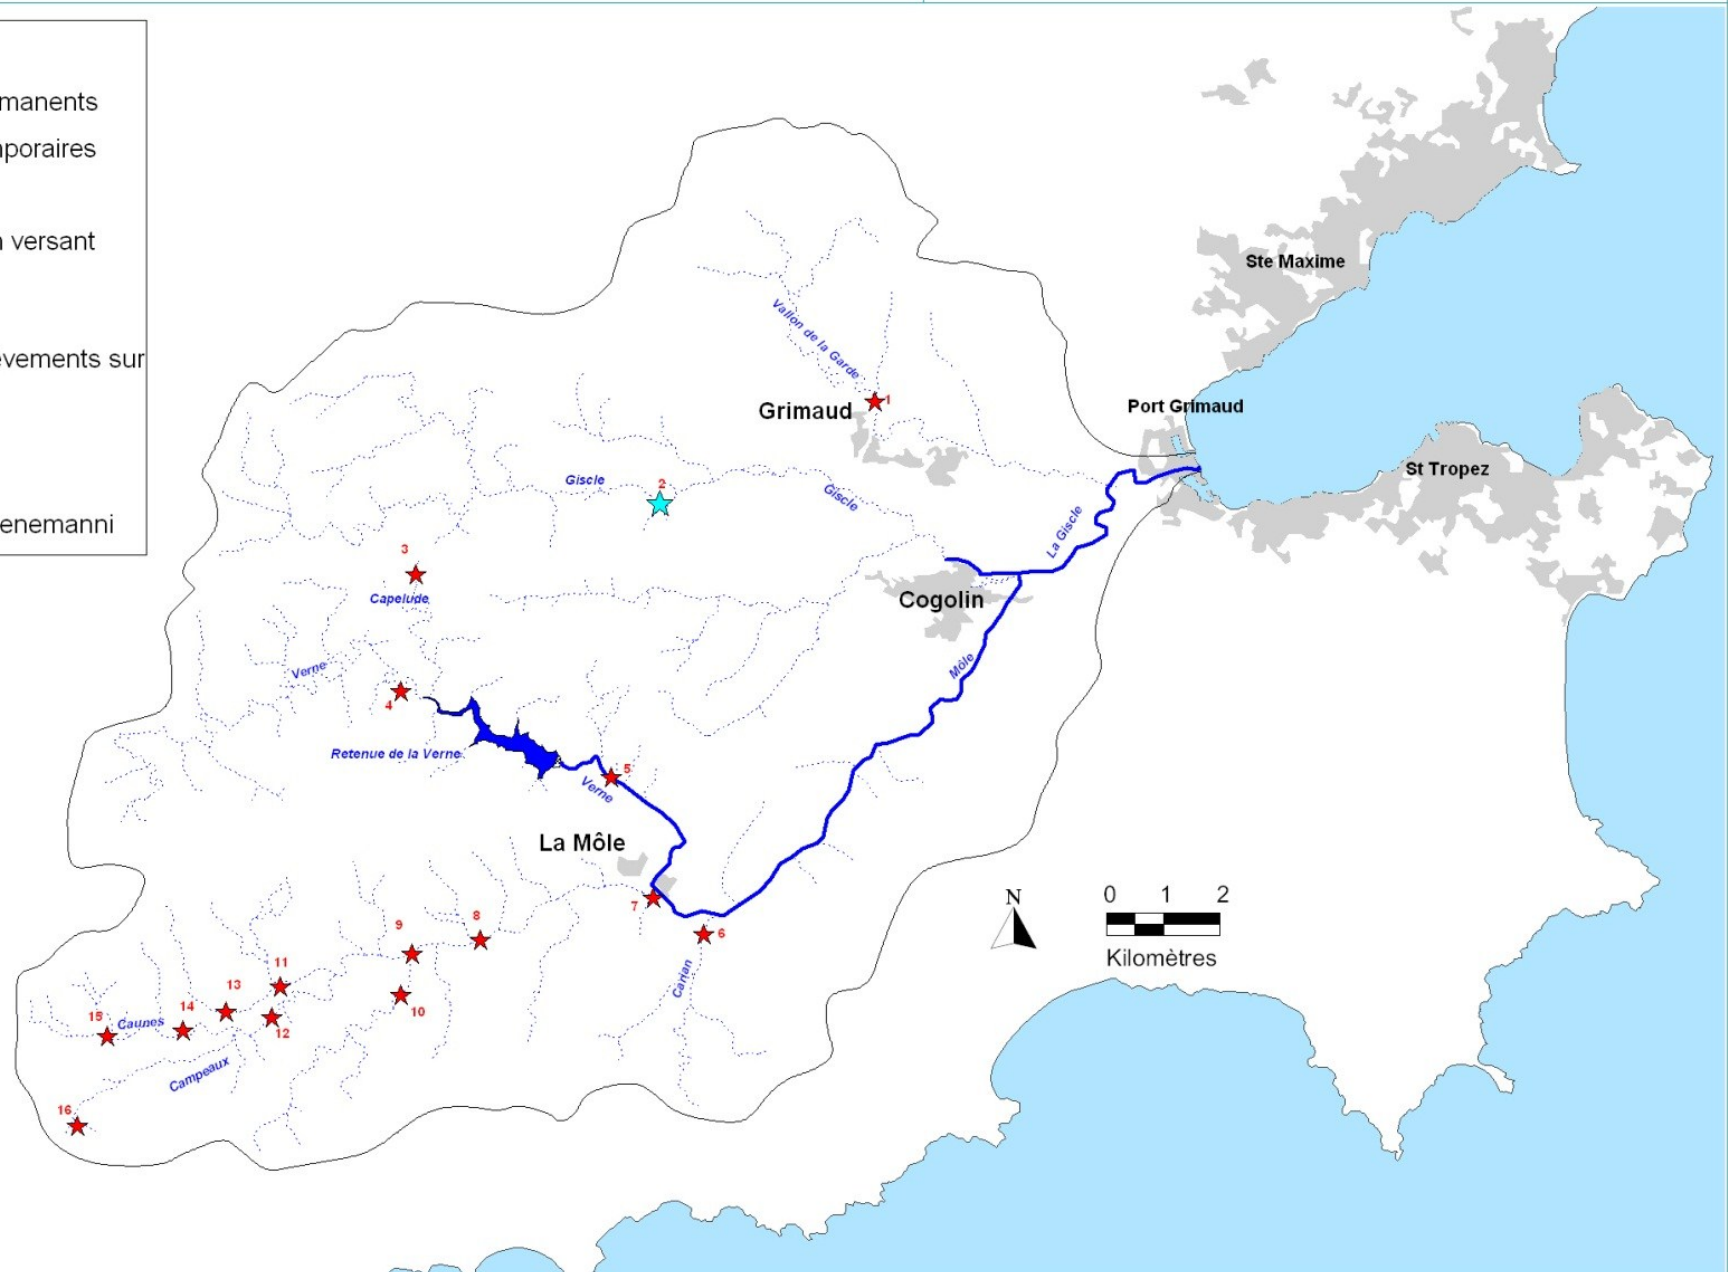 manents
nporaires
n versant
èvements sur
enemanni
Ste Maxime
Vallon de la Garde
1
Grimaud
Port Grimaud
St Tropez
Giscle
2
Giscle
La Giscle
3
Capelude
Cogolin
Verne
Môle
4
Retenue de la Verne
5
Verne
La Môle
7
6
8
9
10
Carian
11
13
14
12
15
Caunes
Campeaux
16
N
0 1 2
Kilomètres